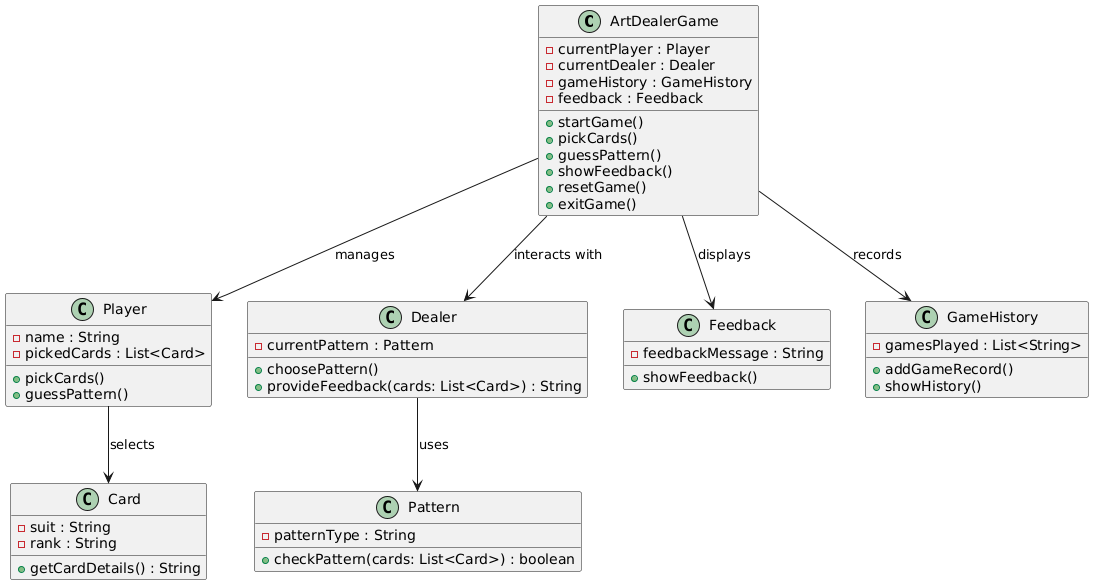 C ArtDealerGame
currentPlayer : Player
currentDealer : Dealer
gameHistory : GameHistory
feedback : Feedback
startGame()
pickCards()
guessPattern()
showFeedback()
resetGame()
exitGame()
manages
interacts with
displays
records
C Player
name : String
pickedCards : List<Card>
pickCards()
guessPattern()
C Dealer
currentPattern : Pattern
choosePattern()
provideFeedback(cards: List<Card>) : String
C Feedback
feedbackMessage : String
showFeedback()
C GameHistory
gamesPlayed : List<String>
addGameRecord()
showHistory()
selects
uses
C Card
suit : String
rank : String
getCardDetails() : String
C Pattern
patternType : String
checkPattern(cards: List<Card>) : boolean